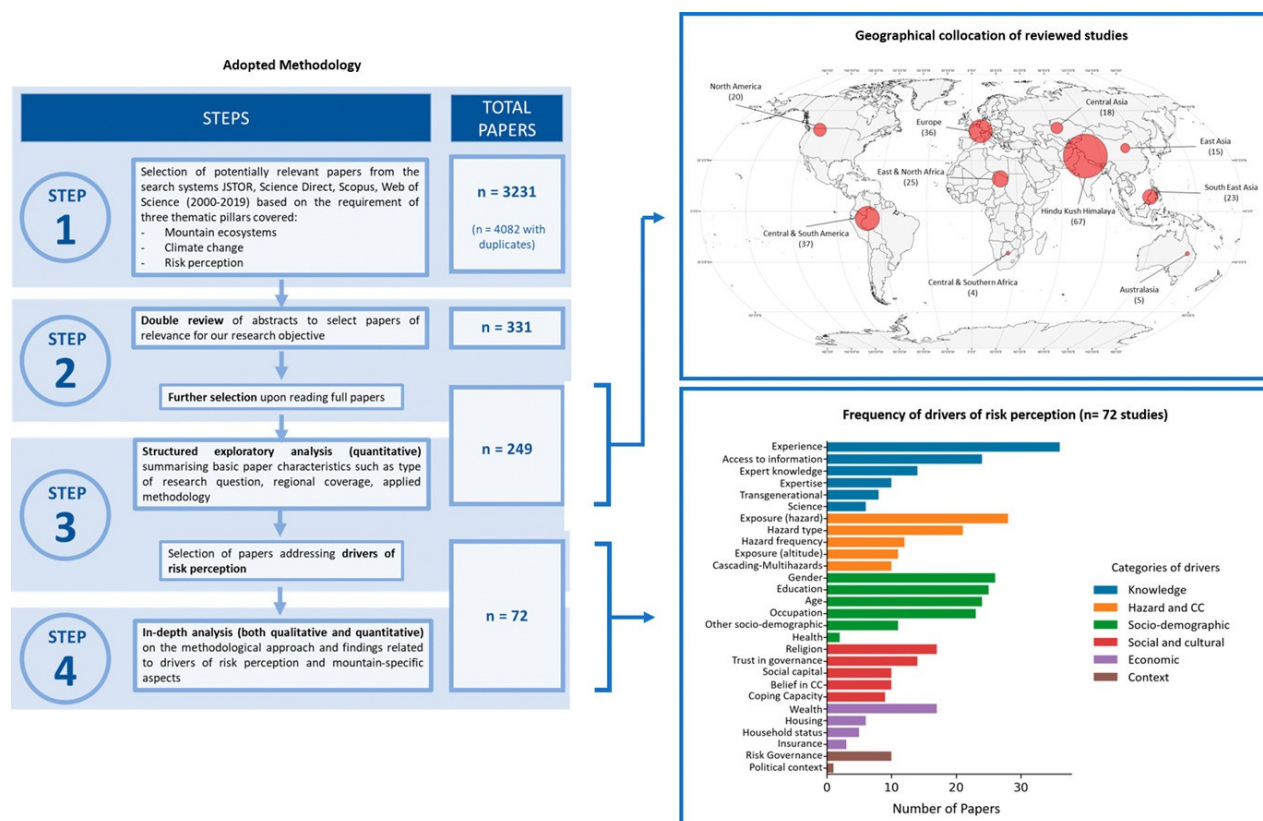 Adopted Methodology
STEPS
TOTAL
PAPERS
STEP
1
Selection of potentially relevant papers from the
search systems JSTOR, Science Direct, Scopus, Web of
Science (2000-2019) based on the requirement of
three thematic pillars covered:
- Mountain ecosystems
- Climate change
- Risk perception
n = 3231
(n = 4082 with
duplicates)
STEP
2
Double review of abstracts to select papers of
relevance for our research objective
n = 331
Further selection upon reading full papers
STEP
3
Structured exploratory analysis (quantitative)
summarising basic paper characteristics such as type
of research question, regional coverage, applied
methodology
n = 249
Selection of papers addressing drivers of
risk perception
STEP
4
In-depth analysis (both qualitative and quantitative)
on the methodological approach and findings related
to drivers of risk perception and mountain-specific
aspects
n = 72
Geographical collocation of reviewed studies
North America
(20)
Europe
(36)
Central Asia
(18)
East Asia
(15)
East & North Africa
(25)
South East Asia
(23)
Hindu Kush Himalaya
(67)
Central & South America
(37)
Central & Southern Africa
(4)
Australasia
(5)
Frequency of drivers of risk perception (n= 72 studies)
Experience
Access to information
Expert knowledge
Expertise
Transgenerational
Science
Exposure (hazard)
Hazard type
Hazard frequency
Exposure (altitude)
Cascading-Multihazards
Gender
Education
Age
Occupation
Other socio-demographic
Health
Religion
Trust in governance
Social capital
Belief in CC
Coping Capacity
Wealth
Housing
Household status
Insurance
Risk Governance
Political context
Categories of drivers
Knowledge
Hazard and CC
Socio-demographic
Social and cultural
Economic
Context
0 10 20 30
Number of Papers